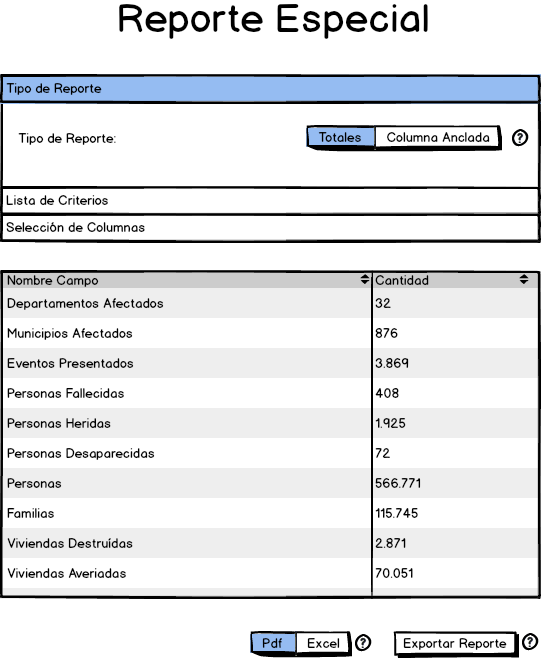 Reporte Especial
Tipo de Reporte
Tipo de Reporte: Totales Columna Anclada ?
Lista de Criterios
Selección de Columnas
Nombre Campo Cantidad
Departamentos Afectados 32
Municipios Afectados 876
Eventos Presentados 3.869
Personas Fallecidas 408
Personas Heridas 1.925
Personas Desaparecidas 72
Personas 566.771
Familias 115.745
Viviendas Destruídas 2.871
Viviendas Averiadas 70.051
Pdf Excel ? Exportar Reporte ?